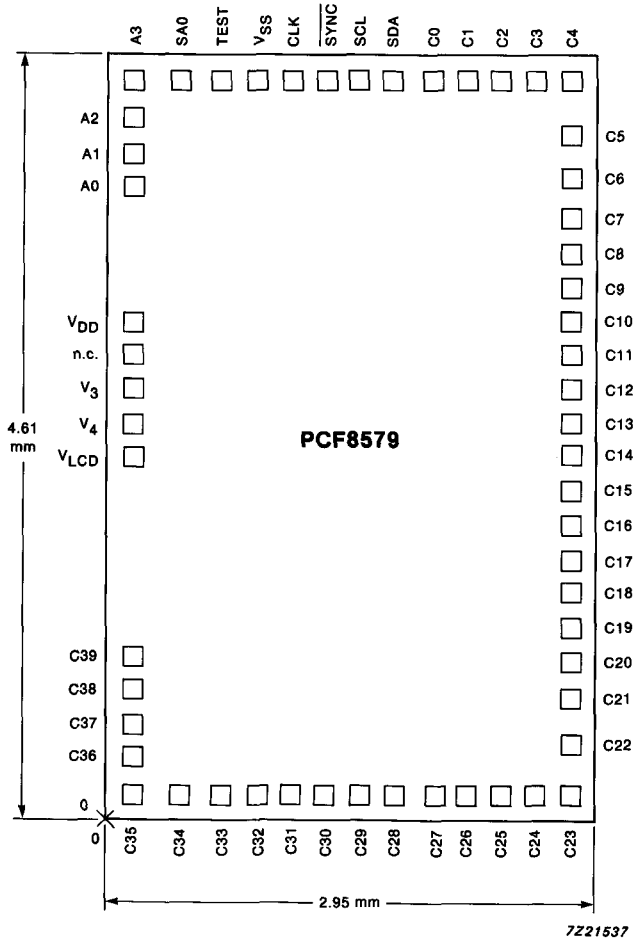 A3 SA0 TEST VSS CLK SYNC SCL SDA C0 C1 C2 C3 C4
A2
C5
A1
A0
C6
C7
C8
C9
VDD
C10
n.c.
C11
V3
C12
4.61
mm
V4
PCF8579
C13
VLCD
C14
C15
C16
C17
C18
C19
C39
C20
C38
C21
C37
C22
C36
0
0
C35 C34 C33 C32 C31 C30 C29 C28 C27 C26 C25 C24 C23
2.95 mm
7Z21537